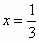 x = 1/3